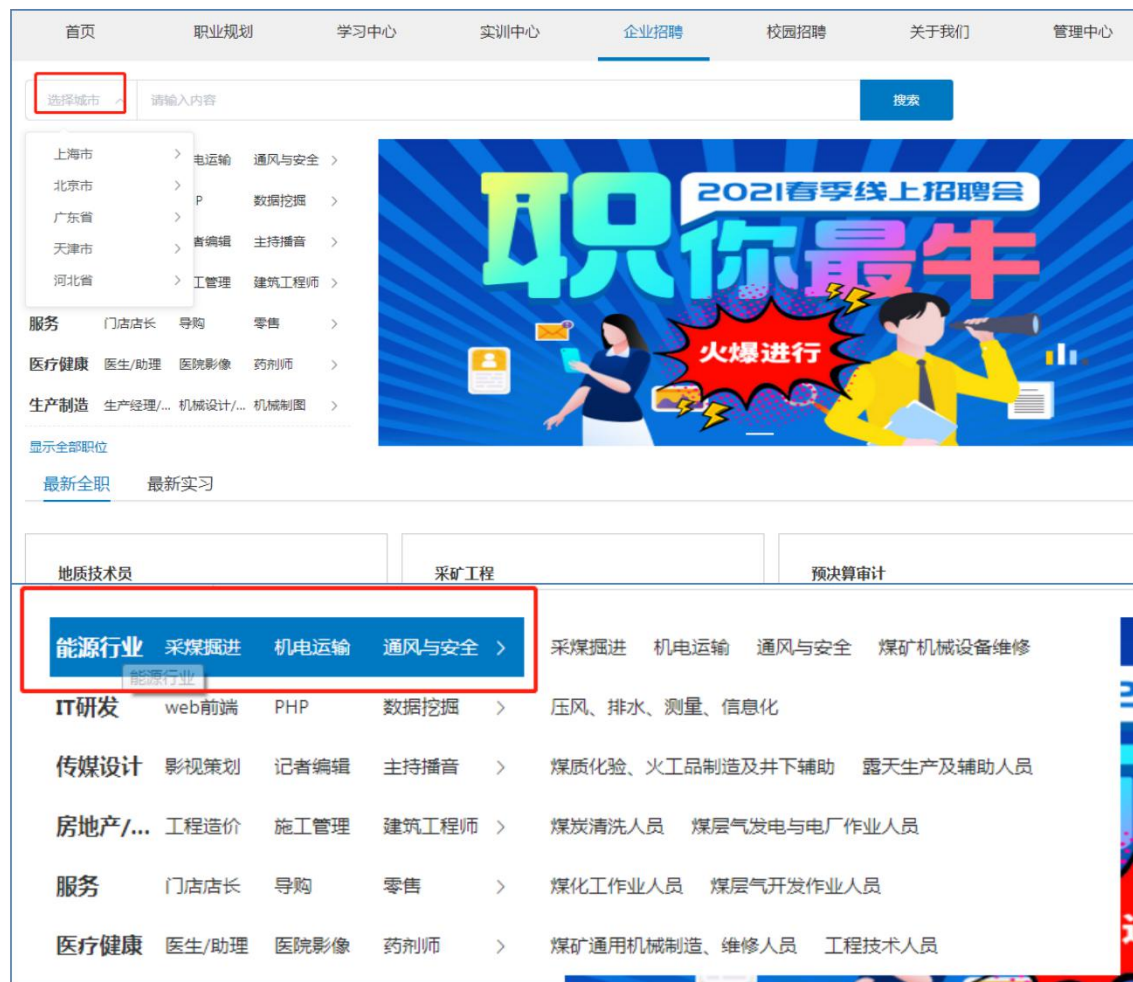 首页 职业规划 学习中心 实训中心 企业招聘 校园招聘 关于我们 管理中心
选择城市 请输入内容 搜索
上海市
北京市
广东省
天津市
河北省
电运输 通风与安全
P 数据挖掘
者编辑 主持播音
工管理 建筑工程师
服务 门店店长 导购 零售
医疗健康 医生/助理 医院影像 药剂师
生产制造 生产经理/... 机械设计/... 机械制图
显示全部职位
2021春季线上招聘会
职你最牛
火爆进行
最新全职 最新实习
地质技术员 采矿工程 预决算审计
能源行业 采煤掘进 机电运输 通风与安全 采煤掘进 机电运输 通风与安全 煤矿机械设备维修
能源行业
IT研发 web前端 PHP 数据挖掘 压风、排水、测量、信息化
传媒设计 影视策划 记者编辑 主持播音 煤质化验、火工品制造及井下辅助 露天生产及辅助人员
房地产/... 工程造价 施工管理 建筑工程师 煤炭清洗人员 煤层气发电与电厂作业人员
服务 门店店长 导购 零售 煤化工作业人员 煤层气开发作业人员
医疗健康 医生/助理 医院影像 药剂师 煤矿通用机械制造、维修人员 工程技术人员